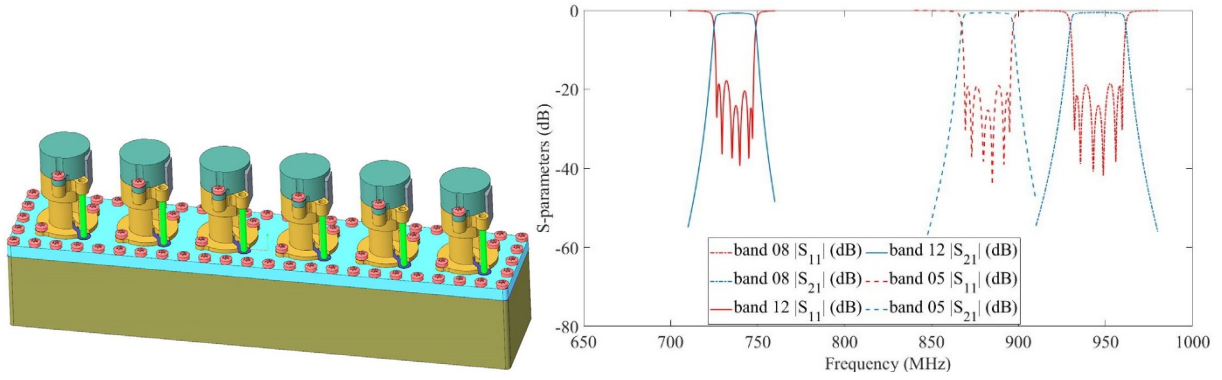 0
-20
-40
-60
-80
S-parameters (dB)
band 08 |S11| (dB)
band 08 |S21| (dB)
band 12 |S11| (dB)
band 12 |S21| (dB)
band 05 |S11| (dB)
band 05 |S21| (dB)
650 700 750 800 850 900 950 1000
Frequency (MHz)